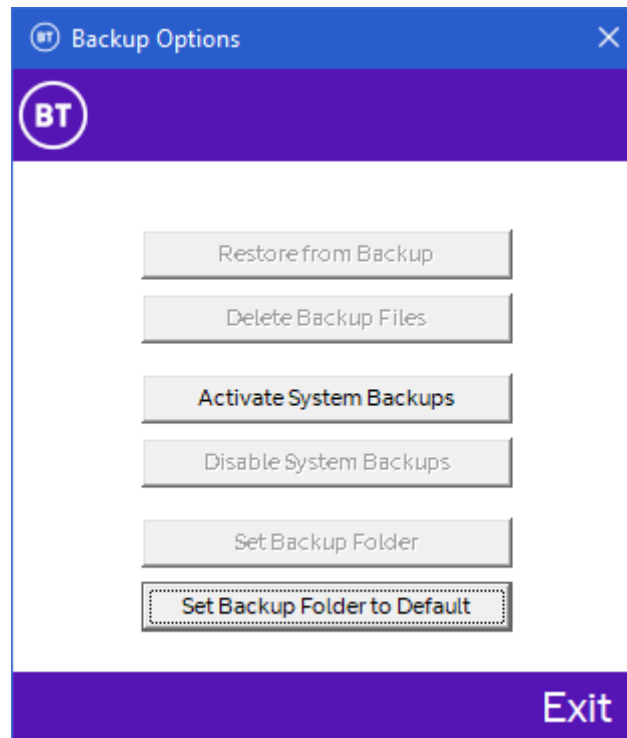 BT Backup Options
BT
Restore from Backup
Delete Backup Files
Activate System Backups
Disable System Backups
Set Backup Folder
Set Backup Folder to Default
Exit